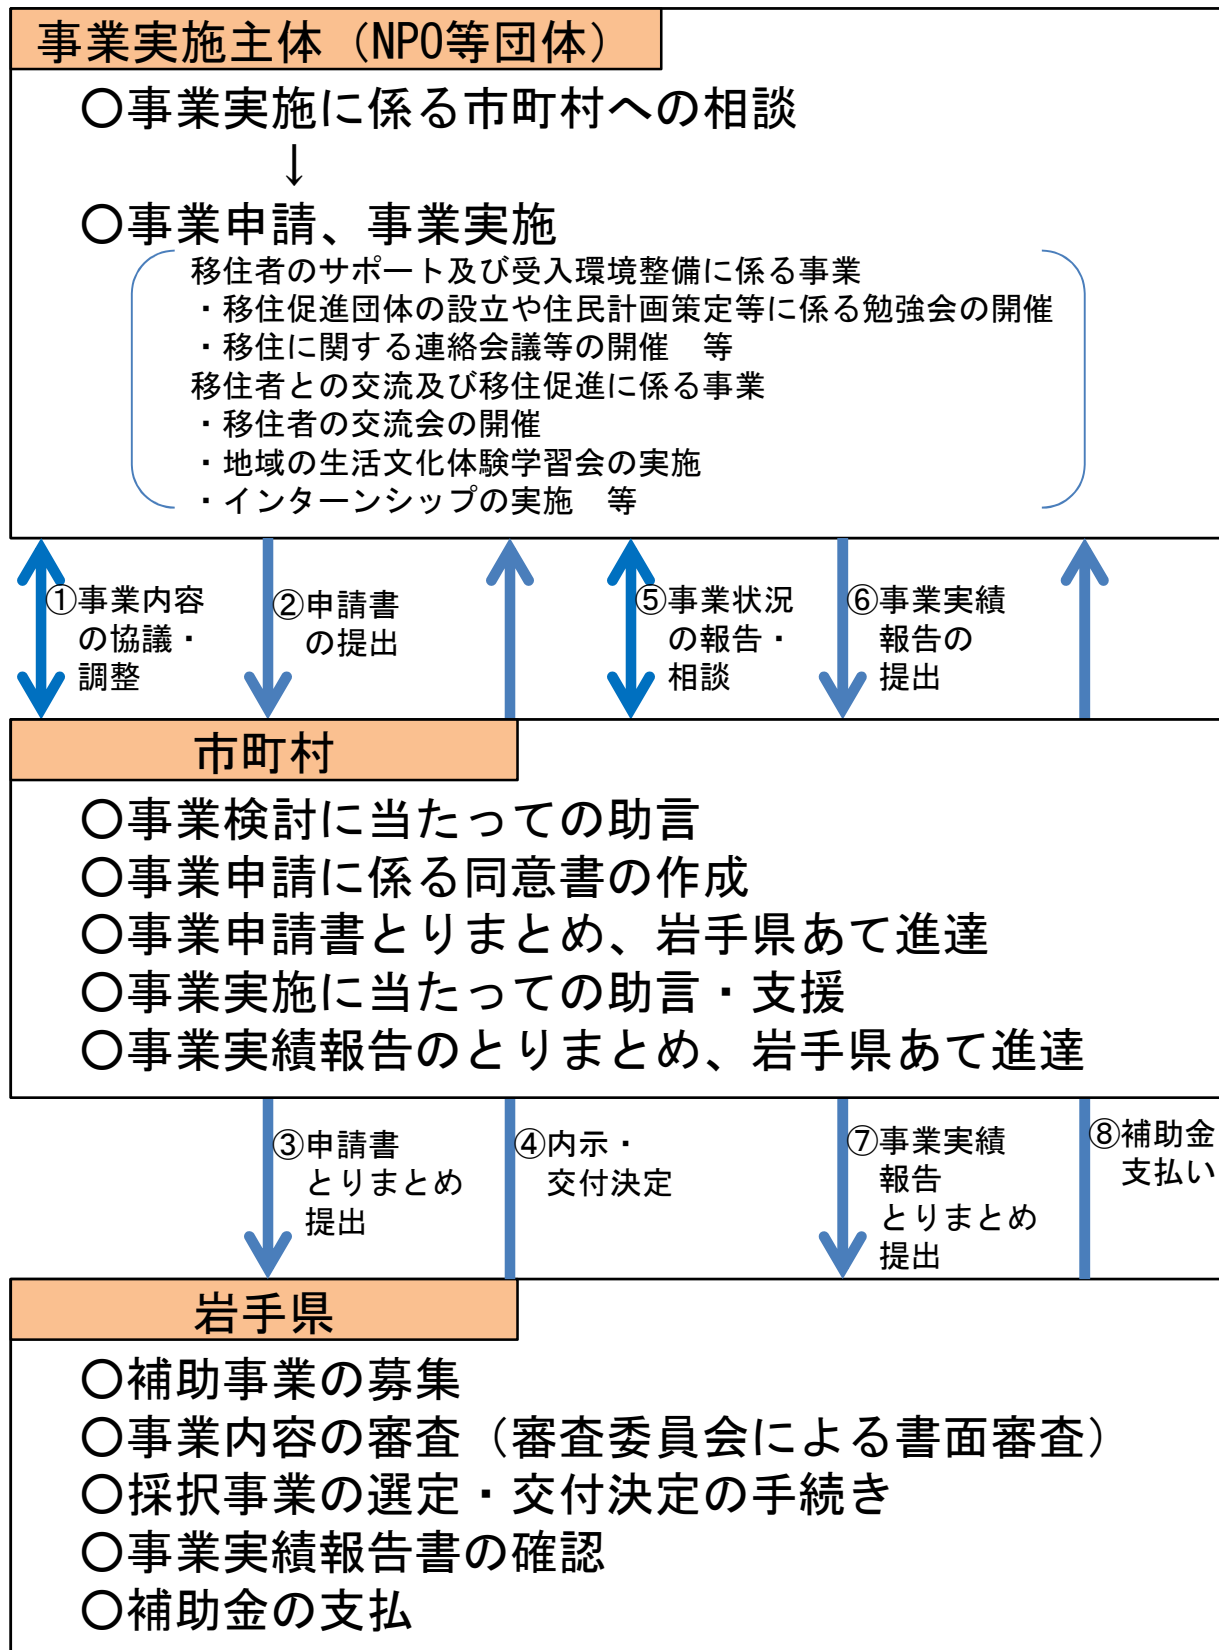 事業実施主体（NPO等団体）
〇事業実施に係る市町村への相談
↓
〇事業申請、事業実施
移住者のサポート及び受入環境整備に係る事業
・移住促進団体の設立や住民計画策定等に係る勉強会の開催
・移住に関する連絡会議等の開催　等
移住者との交流及び移住促進に係る事業
・移住者の交流会の開催
・地域の生活文化体験学習会の実施
・インターンシップの実施　等
①事業内容
の協議・
調整
②申請書
の提出
⑤事業状況
の報告・
相談
⑥事業実績
報告の
提出
市町村
〇事業検討に当たっての助言
〇事業申請に係る同意書の作成
〇事業申請書とりまとめ、岩手県あて進達
〇事業実施に当たっての助言・支援
〇事業実績報告のとりまとめ、岩手県あて進達
③申請書
とりまとめ
提出
④内示・
交付決定
⑦事業実績
報告
とりまとめ
提出
⑧補助金
支払い
岩手県
〇補助事業の募集
〇事業内容の審査（審査委員会による書面審査）
〇採択事業の選定・交付決定の手続き
〇事業実績報告書の確認
〇補助金の支払